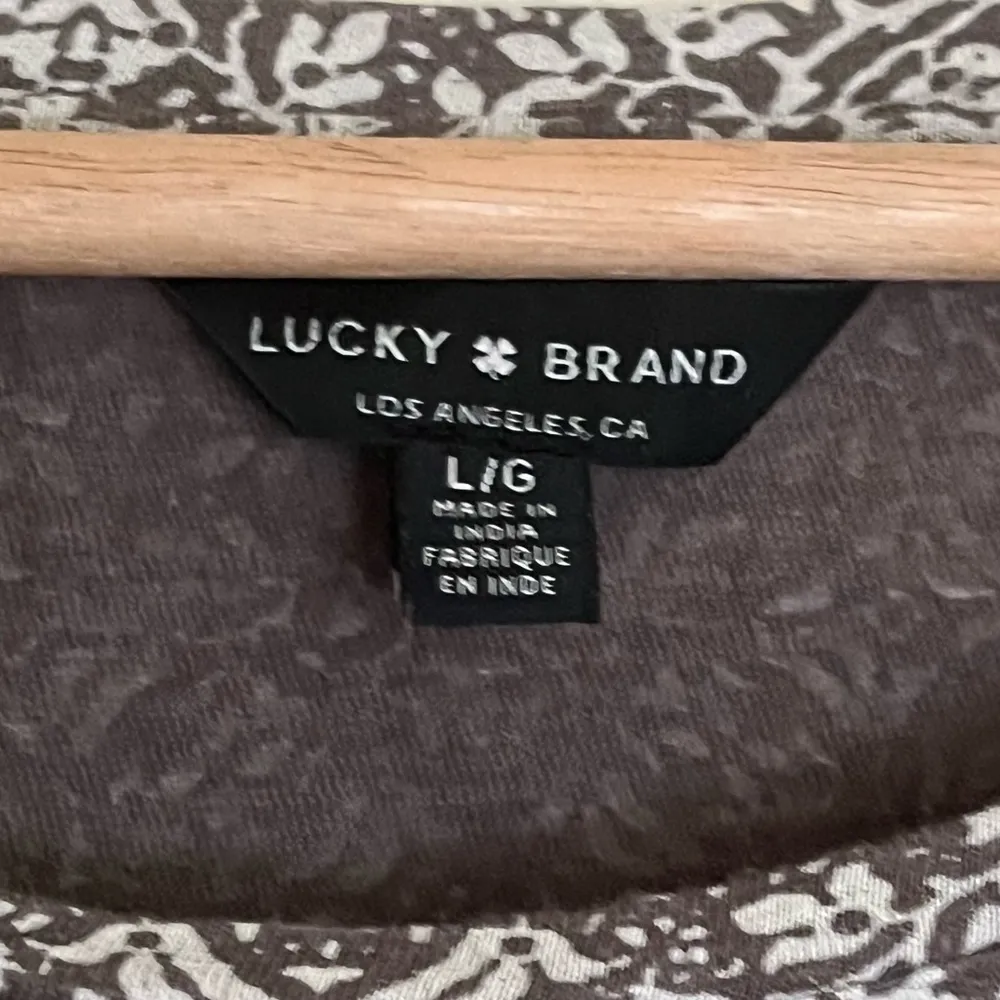 LUCKY BRAND
LOS ANGELES, CA
L/G
MADE IN
INDIA
FABRIQUE
EN INDE